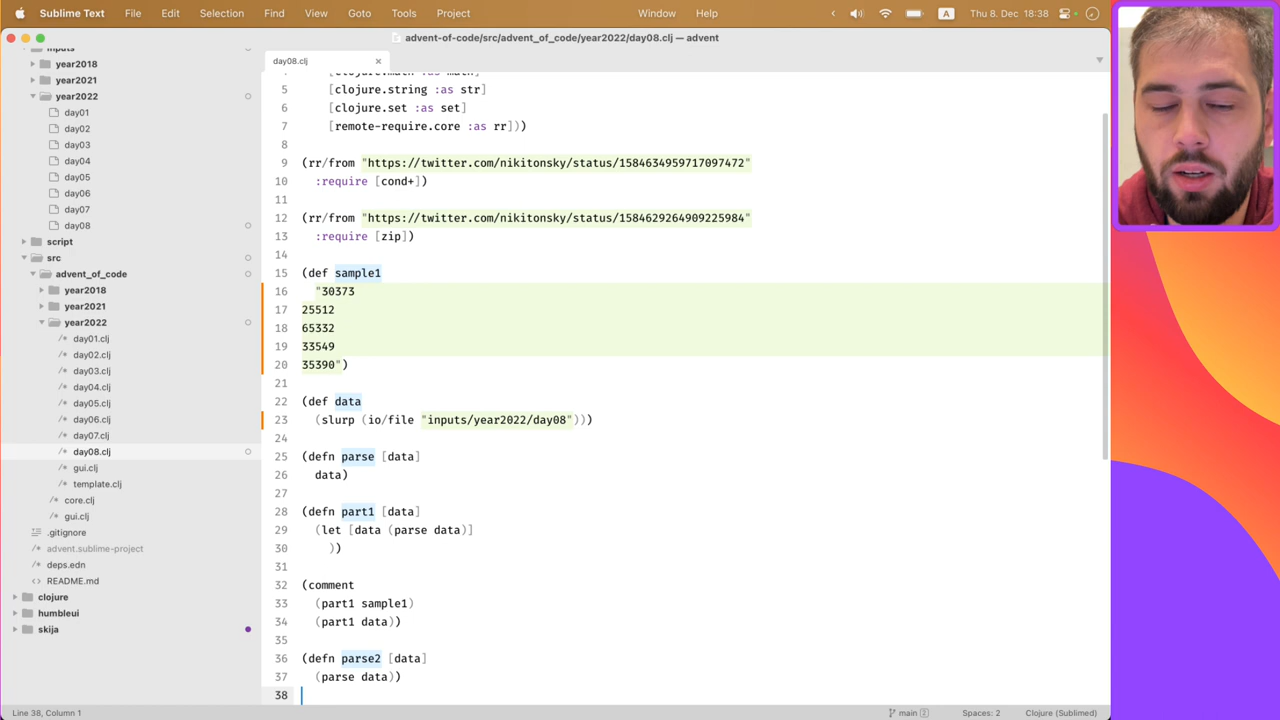 Sublime Text File Edit Selection Find View Goto Tools Project Window Help A Thu 8. Dec 18:38
advent-of-code/src/advent_of_code/year2022/day08.clj — advent
inputs
year2018
year2021
year2022
day01
day02
day03
day04
day05
day06
day07
day08
script
src
advent_of_code
year2018
year2021
year2022
/* day01.clj
/* day02.clj
/* day03.clj
/* day04.clj
/* day05.clj
/* day06.clj
/* day07.clj
/* day08.clj
/* gui.clj
/* template.clj
/* core.clj
/* gui.clj
.gitignore
advent.sublime-project
deps.edn
<> README.md
clojure
humbleui
skija
day08.clj ×
4 [clojure.math :as math]
5 [clojure.string :as str]
6 [clojure.set :as set]
7 [remote-require.core :as rr]))
8
9 (rr/from "https://twitter.com/nikitonsky/status/1584634959717097472"
10 :require [cond+])
11
12 (rr/from "https://twitter.com/nikitonsky/status/1584629264909225984"
13 :require [zip])
14
15 (def sample1
16 "30373
17 25512
18 65332
19 33549
20 35390")
21
22 (def data
23 (slurp (io/file "inputs/year2022/day08")))
24
25 (defn parse [data]
26 data)
27
28 (defn part1 [data]
29 (let [data (parse data)]
30 ))
31
32 (comment
33 (part1 sample1)
34 (part1 data))
35
36 (defn parse2 [data]
37 (parse data))
38
Line 38, Column 1 main 2 Spaces: 2 Clojure (Sublimed)